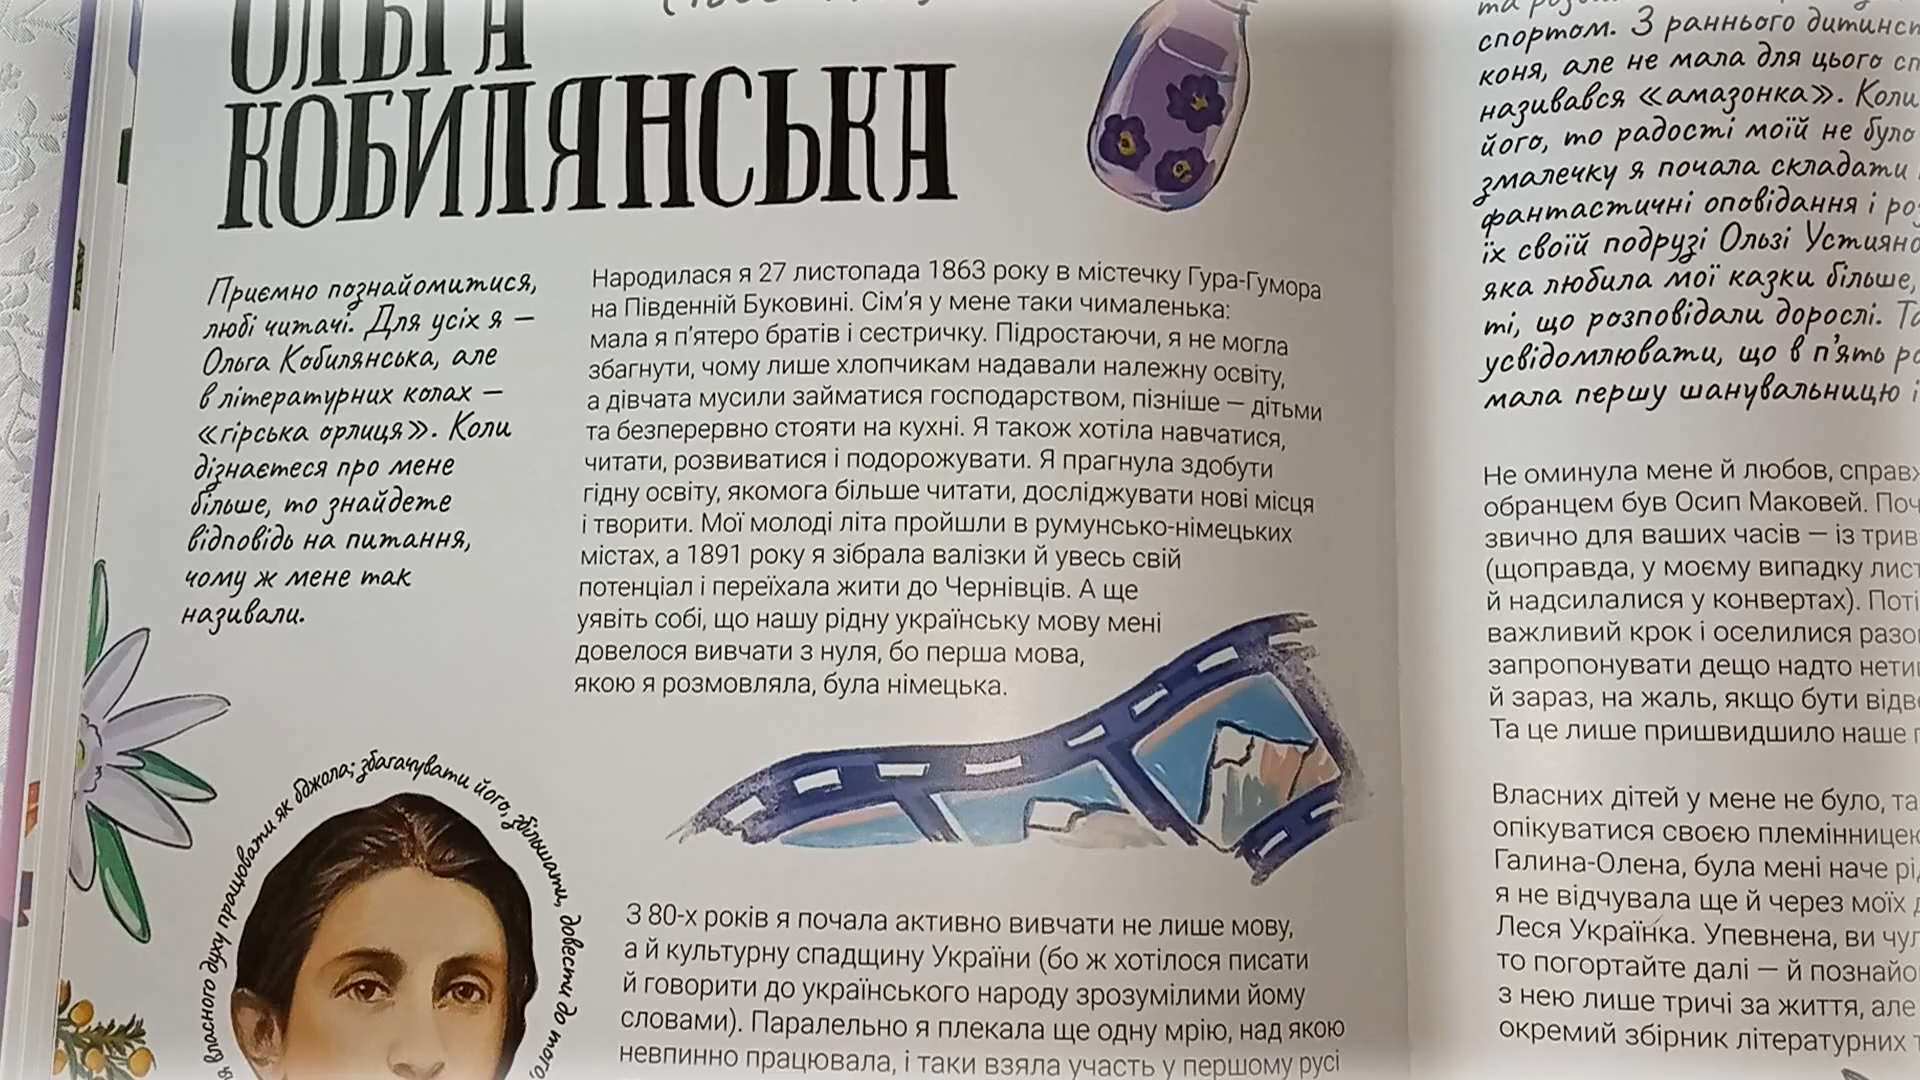 ОЛЬГА
КОБИЛЯНСЬКА
Приємно познайомитися,
любі читачі. Для усіх я —
Ольга Кобилянська, але
в літературних колах —
«гірська орлиця». Коли
дізнаєтеся про мене
більше, то знайдете
відповідь на питання,
чому ж мене так
називали.
Народилася я 27 листопада 1863 року в містечку Гура-Гумора
на Південній Буковині. Сім’я у мене таки чималенька:
мала я п’ятеро братів і сестричку. Підростаючи, я не могла
збагнути, чому лише хлопчикам надавали належну освіту,
а дівчата мусили займатися господарством, пізніше — дітьми
та безперервно стояти на кухні. Я також хотіла навчатися,
читати, розвиватися і подорожувати. Я прагнула здобути
гідну освіту, якомога більше читати, досліджувати нові місця
і творити. Мої молоді літа пройшли в румунсько-німецьких
містах, а 1891 року я зібрала валізки й увесь свій
потенціал і переїхала жити до Чернівців. А ще
уявіть собі, що нашу рідну українську мову мені
довелося вивчати з нуля, бо перша мова,
якою я розмовляла, була німецька.
власного духу працювати як бджола; збагачувати його, збільшати, довести до того,
З 80-х років я почала активно вивчати не лише мову,
а й культурну спадщину України (бо ж хотілося писати
й говорити до українського народу зрозумілими йому
словами). Паралельно я плекала ще одну мрію, над якою
невпинно працювала, і таки взяла участь у першому русі
та
спортом. З раннього
коня, але не мала для цього
називався «амазонка». Коли
його, то радості моїй не було
змалечку я почала складати
фантастичні оповідання і
їх своїй подрузі Ользі
яка любила мої казки більше,
ті, що розповідали дорослі.
усвідомлювати, що в п’ять
мала першу шанувальницю і
Не оминула мене й любов,
обранцем був Осип Маковей.
звично для ваших часів — із
(щоправда, у моєму випадку
й надсилалися у конвертах).
важливий крок і оселилися
запропонувати дещо надто
й зараз, на жаль, якщо бути
Та це лише пришвидшило наше
Власних дітей у мене не було,
опікуватися своєю племінницею
Галина-Олена, була мені наче
я не відчувала ще й через моїх
Леся Українка. Упевнена, ви
то погортайте далі — й
з нею лише тричі за життя, але
окремий збірник літературних